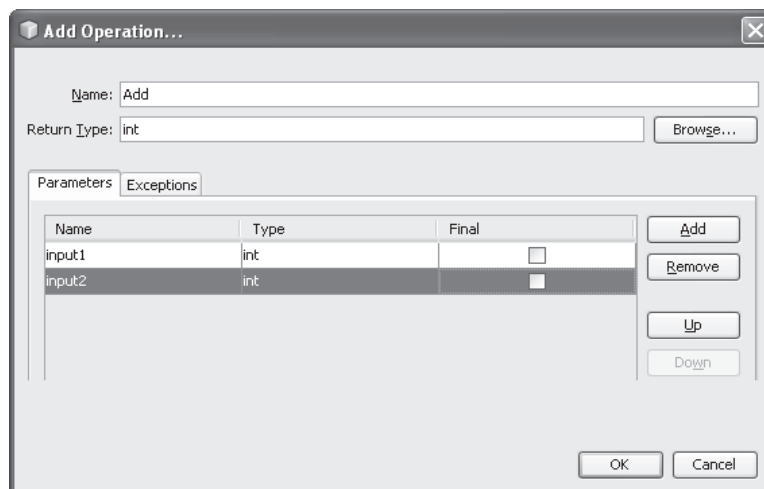 Add Operation...
Name: Add
Return Type: int Browse...
Parameters Exceptions
Name Type Final
input1 int
input2 int
Add
Remove
Up
Down
OK Cancel